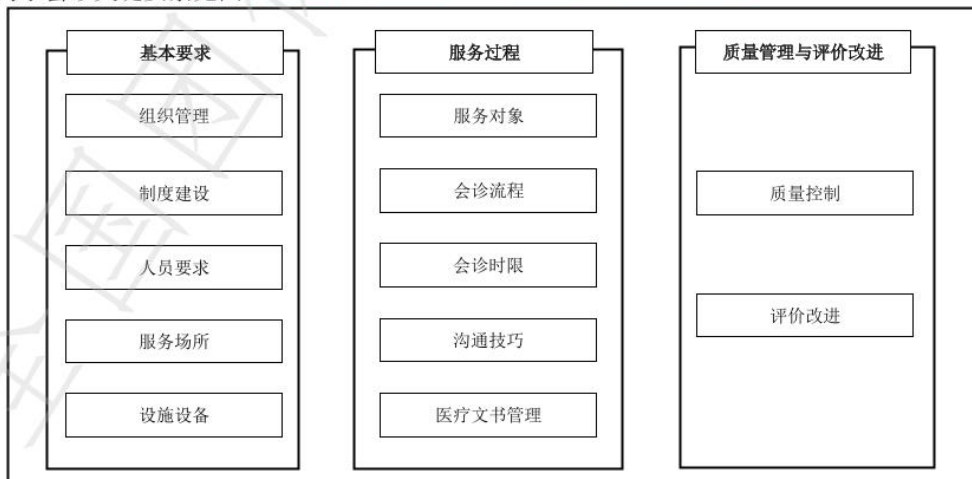 基本要求
组织管理
制度建设
人员要求
服务场所
设施设备
服务过程
服务对象
会诊流程
会诊时限
沟通技巧
医疗文书管理
质量管理与评价改进
质量控制
评价改进